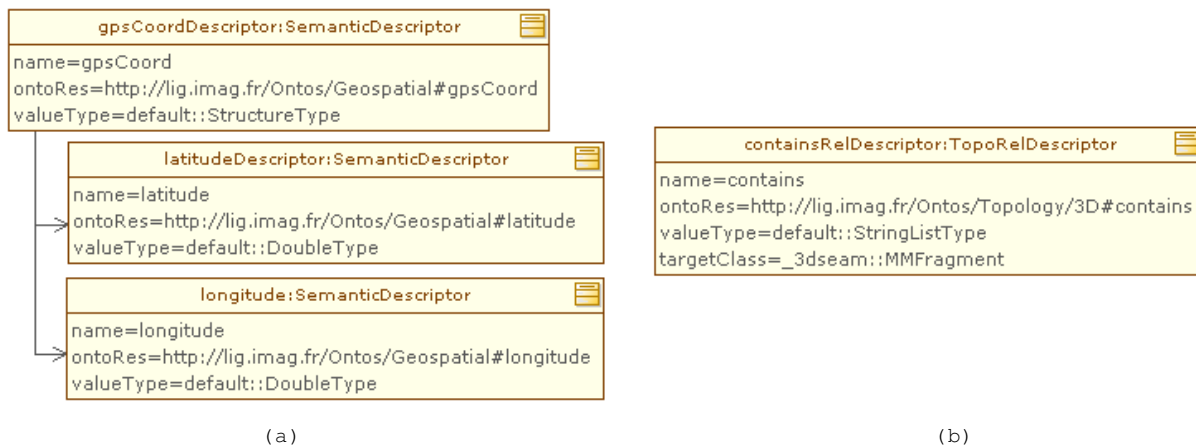 gpsCoordDescriptor:SemanticDescriptor
name=gpsCoord
ontoRes=http://lig.imag.fr/Ontos/Geospatial#gpsCoord
valueType=default::StructureType
latitudeDescriptor:SemanticDescriptor
name=latitude
ontoRes=http://lig.imag.fr/Ontos/Geospatial#latitude
valueType=default::DoubleType
longitude:SemanticDescriptor
name=longitude
ontoRes=http://lig.imag.fr/Ontos/Geospatial#longitude
valueType=default::DoubleType
(a)
containsRelDescriptor:TopoRelDescriptor
name=contains
ontoRes=http://lig.imag.fr/Ontos/Topology/3D#contains
valueType=default::StringListType
targetClass=_3dseam::MMFragment
(b)